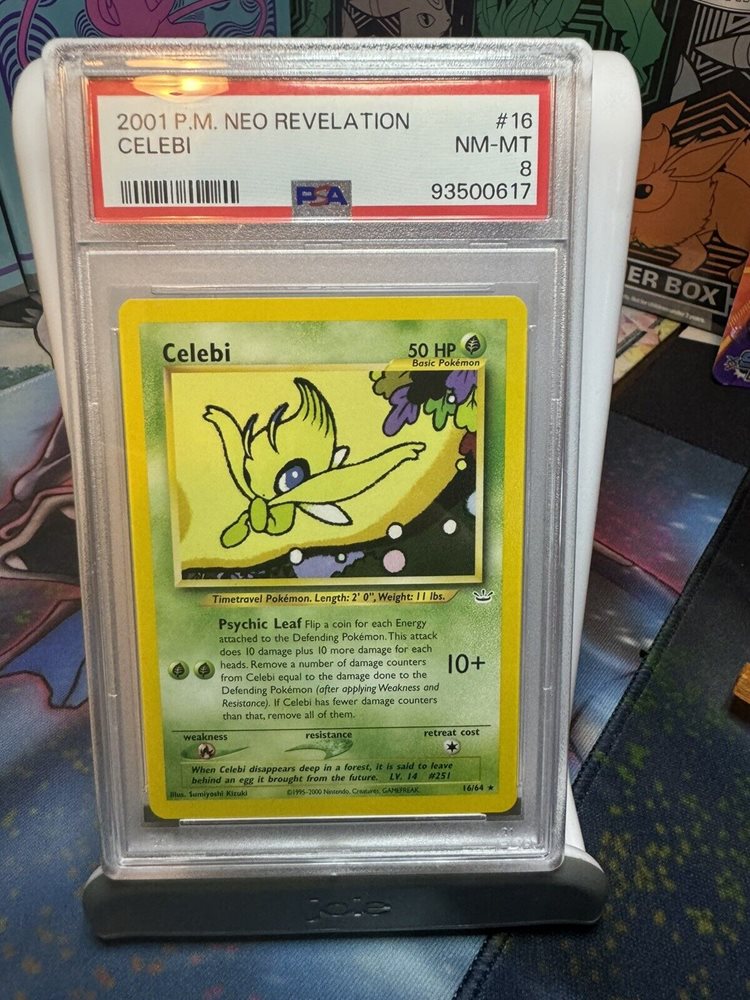 2001 P.M. NEO REVELATION #16
CELEBI NM-MT
8
PSA 93500617
Celebi 50 HP
Basic Pokémon
Timetravel Pokémon. Length: 2' 0", Weight: 11 lbs.
Psychic Leaf Flip a coin for each Energy
attached to the Defending Pokémon. This attack
does 10 damage plus 10 more damage for each
heads. Remove a number of damage counters
from Celebi equal to the damage done to the
Defending Pokémon (after applying Weakness and
Resistance). If Celebi has fewer damage counters
than that, remove all of them.
10+
weakness resistance retreat cost
When Celebi disappears deep in a forest, it is said to leave
behind an egg it brought from the future. LV. 14 #251
Illus. Sumiyoshi Kizuki ©1995-2000 Nintendo, Creatures, GAMEFREAK. 16/64 ★
joie
ER BOX